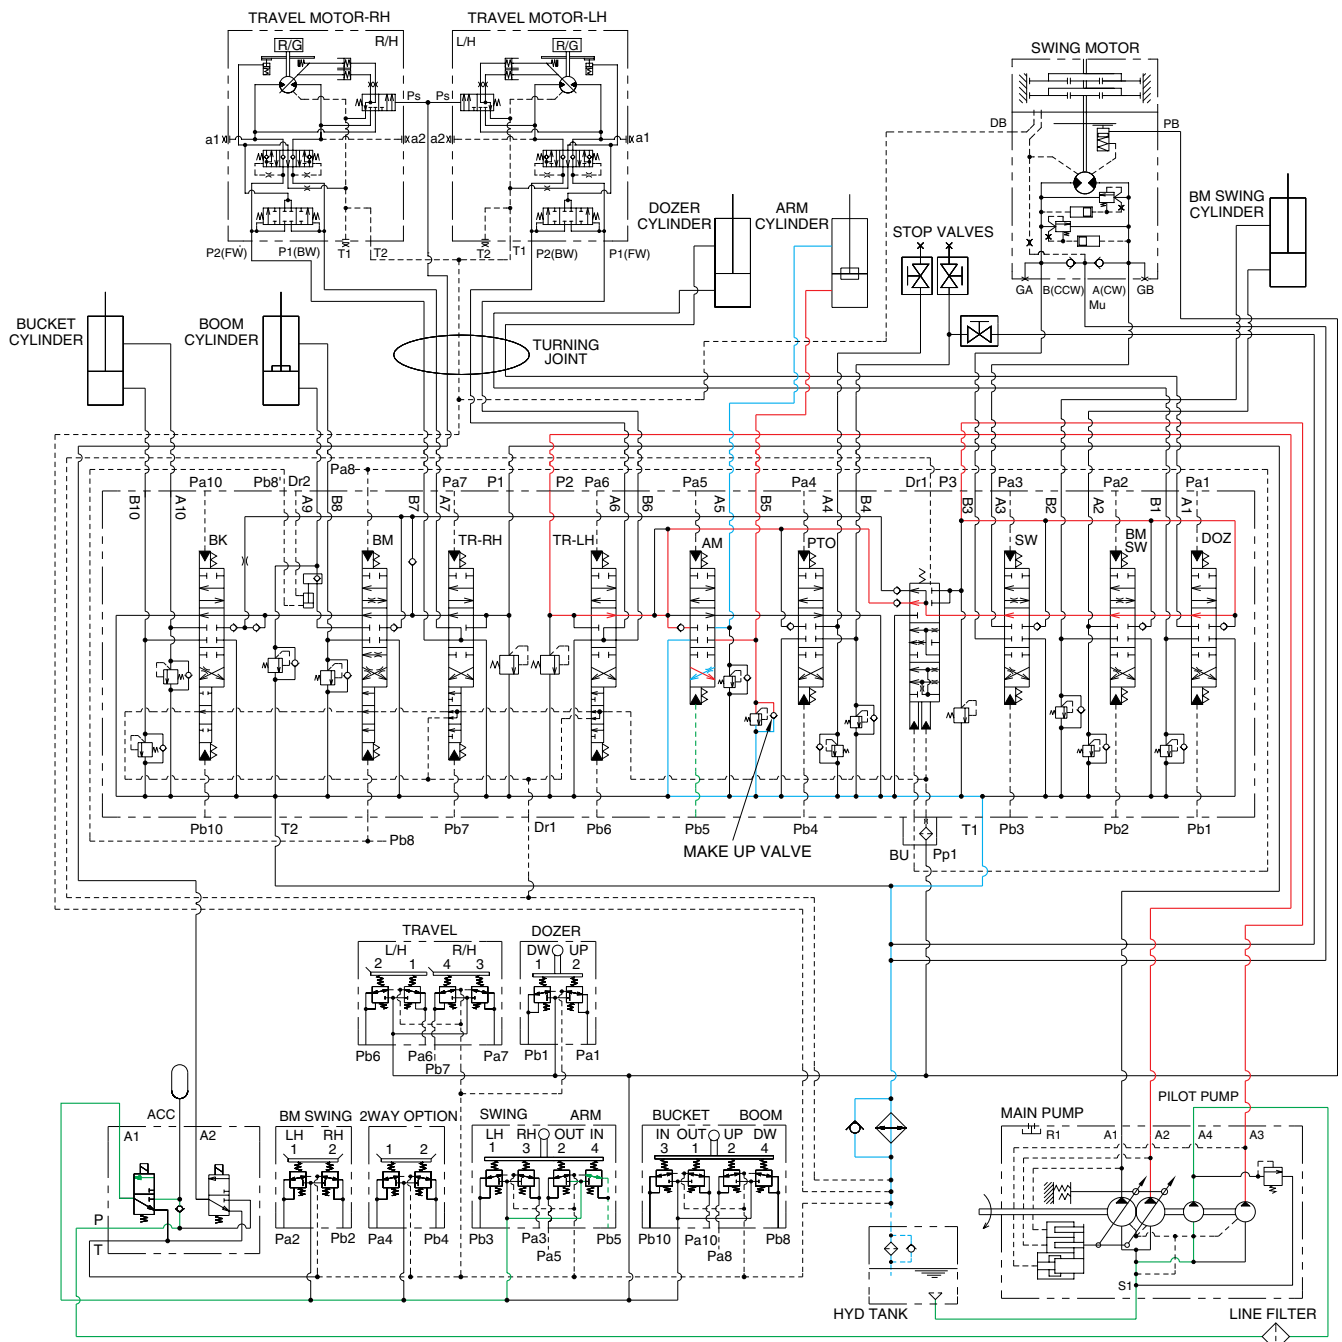 TRAVEL MOTOR-RH
TRAVEL MOTOR-LH
R/G
R/H
L/H
R/G
SWING MOTOR
Ps
Ps
DB
PB
a1
a2
a2
a1
DOZER
CYLINDER
ARM
CYLINDER
BM SWING
CYLINDER
STOP VALVES
P2(FW)
P1(BW)
T1
T2
T2
T1
P2(BW)
P1(FW)
GA
B(CCW)
A(CW)
GB
Mu
BUCKET
CYLINDER
BOOM
CYLINDER
TURNING
JOINT
Pa10
Pb8'
Dr2
Pa8
Pa7
P1
P2
Pa6
Pa5
Pa4
Dr1
P3
Pa3
Pa2
Pa1
B10
A10
A9
B8
B7
A7
A6
B6
A5
B5
A4
B4
B3
A3
B2
A2
B1
A1
BK
BM
TR-RH
TR-LH
AM
PTO
SW
BM
SW
DOZ
Pb10
T2
Pb8
Pb7
Dr1
Pb6
Pb5
Pb4
T1
Pb3
Pb2
Pb1
MAKE UP VALVE
BU
Pp1
TRAVEL
L/H
R/H
2
1
4
3
DOZER
DW
UP
1
2
Pb6
Pa6
Pb7
Pa7
Pb1
Pa1
ACC
A1
A2
P
T
BM SWING
LH
RH
1
2
Pa2
Pb2
2WAY OPTION
1
2
Pa4
Pb4
SWING
ARM
LH
RH
OUT
IN
1
3
2
4
Pb3
Pa3
Pa5
Pb5
BUCKET
BOOM
IN
OUT
UP
DW
3
1
2
4
Pb10
Pa10
Pa8
Pb8
PILOT PUMP
MAIN PUMP
R1
A1
A2
A4
A3
S1
HYD TANK
LINE FILTER